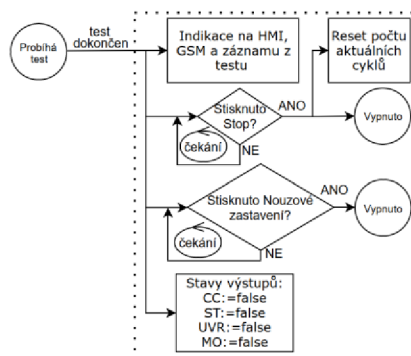 Probíhá
test
test
dokončen
Indikace na HMI,
GSM a záznamu z
testu
Reset počtu
aktuálních
cyklů
Stisknuto
Stop?
ANO
Vypnuto
čekání
NE
Stisknuto Nouzové
zastavení?
ANO
Vypnuto
čekání
NE
Stavy výstupů:
CC:=false
ST:=false
UVR:=false
MO:=false